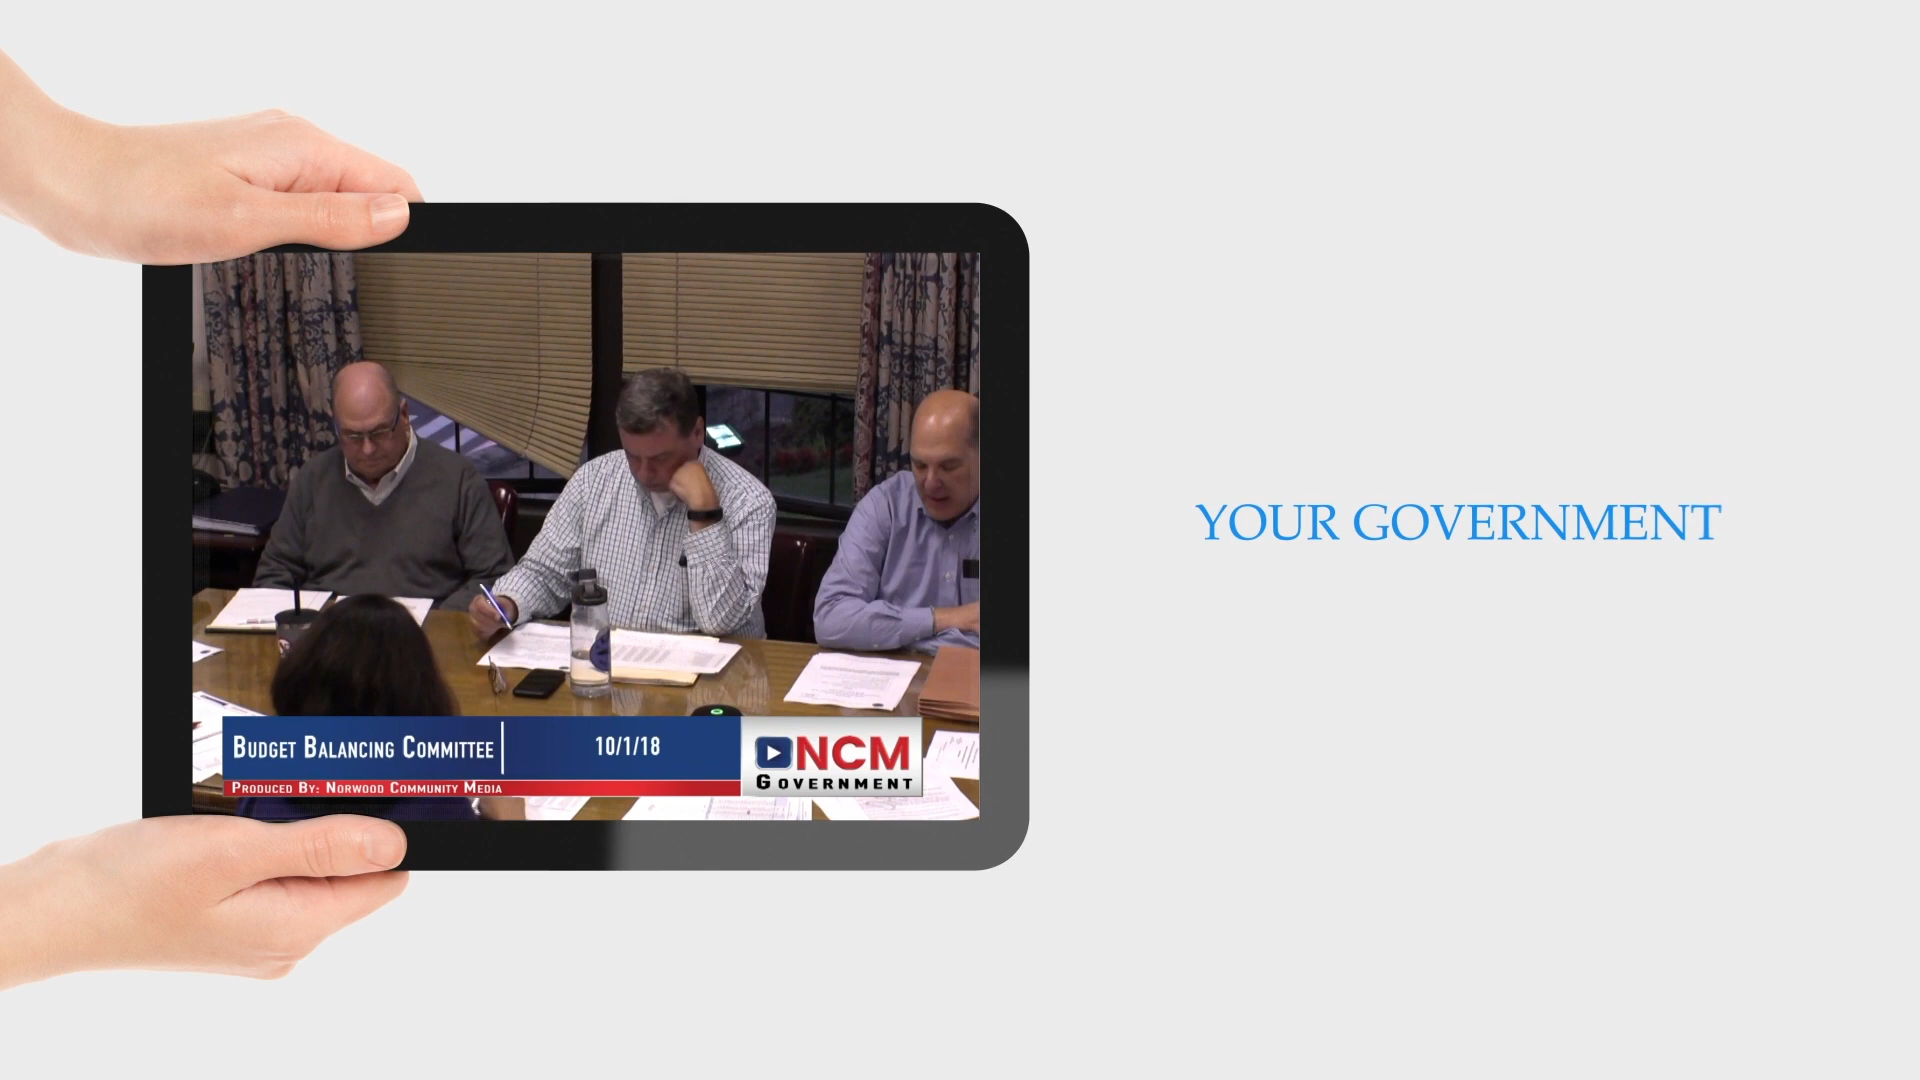 YOUR GOVERNMENT
Budget Balancing Committee
10/1/18
NCM
Government
Produced By: Norwood Community Media